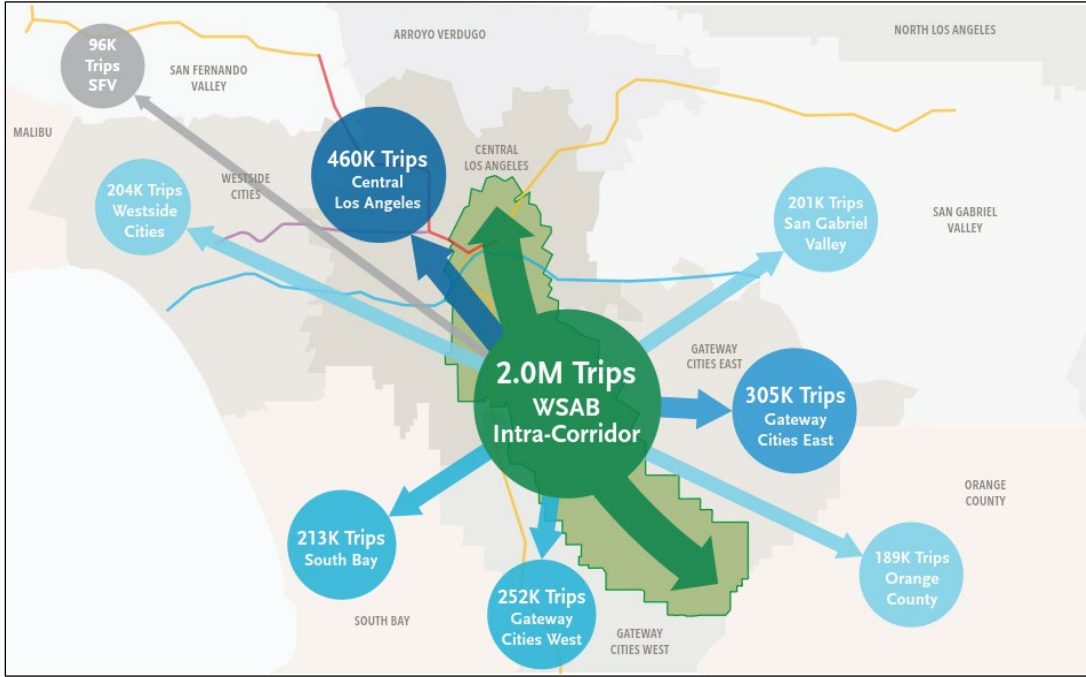 ARROYO VERDUGO
NORTH LOS ANGELES
96K
Trips
SFV
SAN FERNANDO
VALLEY
MALIBU
460K Trips
Central
Los Angeles
CENTRAL
LOS ANGELES
WESTSIDE
CITIES
204K Trips
Westside
Cities
201K Trips
San Gabriel
Valley
SAN GABRIEL
VALLEY
GATEWAY
CITIES EAST
2.0M Trips
WSAB
Intra-Corridor
305K Trips
Gateway
Cities East
ORANGE
COUNTY
213K Trips
South Bay
189K Trips
Orange
County
252K Trips
Gateway
Cities West
SOUTH BAY
GATEWAY
CITIES WEST